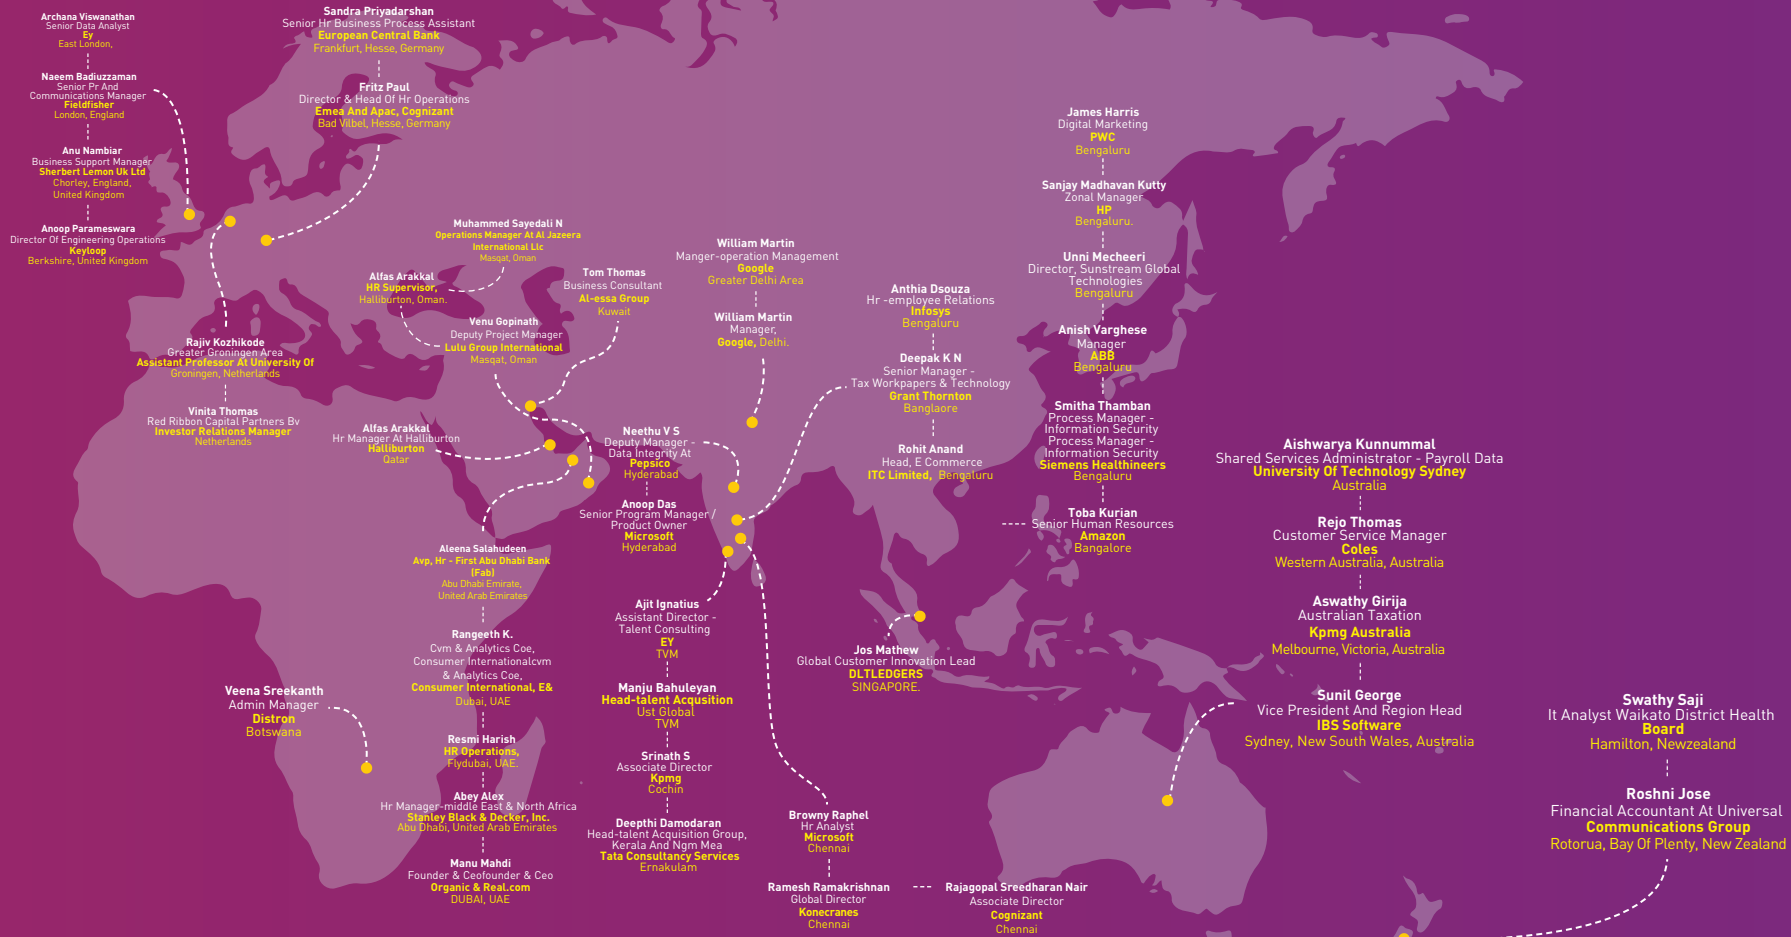 Archana Viswanathan
Senior Data Analyst
Ey
East London,
Naeem Badiuzzaman
Senior Pr And
Communications Manager
Fieldfisher
London, England
Anu Nambiar
Business Support Manager
Sherbert Lemon Uk Ltd
Chorley, England,
United Kingdom
Anoop Parameswara
Director Of Engineering Operations
Keyloop
Berkshire, United Kingdom
Sandra Priyadarshan
Senior Hr Business Process Assistant
European Central Bank
Frankfurt, Hesse, Germany
Fritz Paul
Director & Head Of Hr Operations
Emea And Apac, Cognizant
Bad Vilbel, Hesse, Germany
Rajiv Kozhikode
Greater Groningen Area
Assistant Professor At University Of
Groningen, Netherlands
Vinita Thomas
Red Ribbon Capital Partners Bv
Investor Relations Manager
Netherlands
Muhammed Sayedali N
Operations Manager At Al Jazeera
International Llc
Masqat, Oman
Alfas Arakkal
HR Supervisor,
Halliburton, Oman.
Venu Gopinath
Deputy Project Manager
Lulu Group International
Masqat, Oman
Tom Thomas
Business Consultant
Al-essa Group
Kuwait
Alfas Arakkal
Hr Manager At Halliburton
Halliburton
Qatar
Aleena Salahudeen
Avp, Hr - First Abu Dhabi Bank
(Fab)
Abu Dhabi Emirate,
United Arab Emirates
Rangeeth K.
Cvm & Analytics Coe,
Consumer Internationalcvm
& Analytics Coe,
Consumer International, E&
Dubai, UAE
Resmi Harish
HR Operations,
Flydubai, UAE.
Abey Alex
Hr Manager-middle East & North Africa
Stanley Black & Decker, Inc.
Abu Dhabi, United Arab Emirates
Manu Mahdi
Founder & Ceofounder & Ceo
Organic & Real.com
DUBAI, UAE
Veena Sreekanth
Admin Manager
Distron
Botswana
William Martin
Manger-operation Management
Google
Greater Delhi Area
William Martin
Manager,
Google, Delhi.
Neethu V S
Deputy Manager -
Data Integrity At
Pepsico
Hyderabad
Anoop Das
Senior Program Manager /
Product Owner
Microsoft
Hyderabad
Ajit Ignatius
Assistant Director -
Talent Consulting
EY
TVM
Manju Bahuleyan
Head-talent Acqusition
Ust Global
TVM
Srinath S
Associate Director
Kpmg
Cochin
Deepthi Damodaran
Head-talent Acquisition Group,
Kerala And Ngm Mea
Tata Consultancy Services
Ernakulam
Anthia Dsouza
Hr -employee Relations
Infosys
Bengaluru
Deepak K N
Senior Manager -
Tax Workpapers & Technology
Grant Thornton
Banglaore
Rohit Anand
Head, E Commerce
ITC Limited, Bengaluru
James Harris
Digital Marketing
PWC
Bengaluru
Sanjay Madhavan Kutty
Zonal Manager
HP
Bengaluru.
Unni Mecheeri
Director, Sunstream Global
Technologies
Bengaluru
Anish Varghese
Manager
ABB
Bengaluru
Smitha Thamban
Process Manager -
Information Security
Process Manager -
Information Security
Siemens Healthineers
Bengaluru
Toba Kurian
Senior Human Resources
Amazon
Bangalore
Jos Mathew
Global Customer Innovation Lead
DLTLEDGERS
SINGAPORE.
Browny Raphel
Hr Analyst
Microsoft
Chennai
Ramesh Ramakrishnan
Global Director
Konecranes
Chennai
Rajagopal Sreedharan Nair
Associate Director
Cognizant
Chennai
Aishwarya Kunnummal
Shared Services Administrator - Payroll Data
University Of Technology Sydney
Australia
Rejo Thomas
Customer Service Manager
Coles
Western Australia, Australia
Aswathy Girija
Australian Taxation
Kpmg Australia
Melbourne, Victoria, Australia
Sunil George
Vice President And Region Head
IBS Software
Sydney, New South Wales, Australia
Swathy Saji
It Analyst Waikato District Health
Board
Hamilton, Newzealand
Roshni Jose
Financial Accountant At Universal
Communications Group
Rotorua, Bay Of Plenty, New Zealand